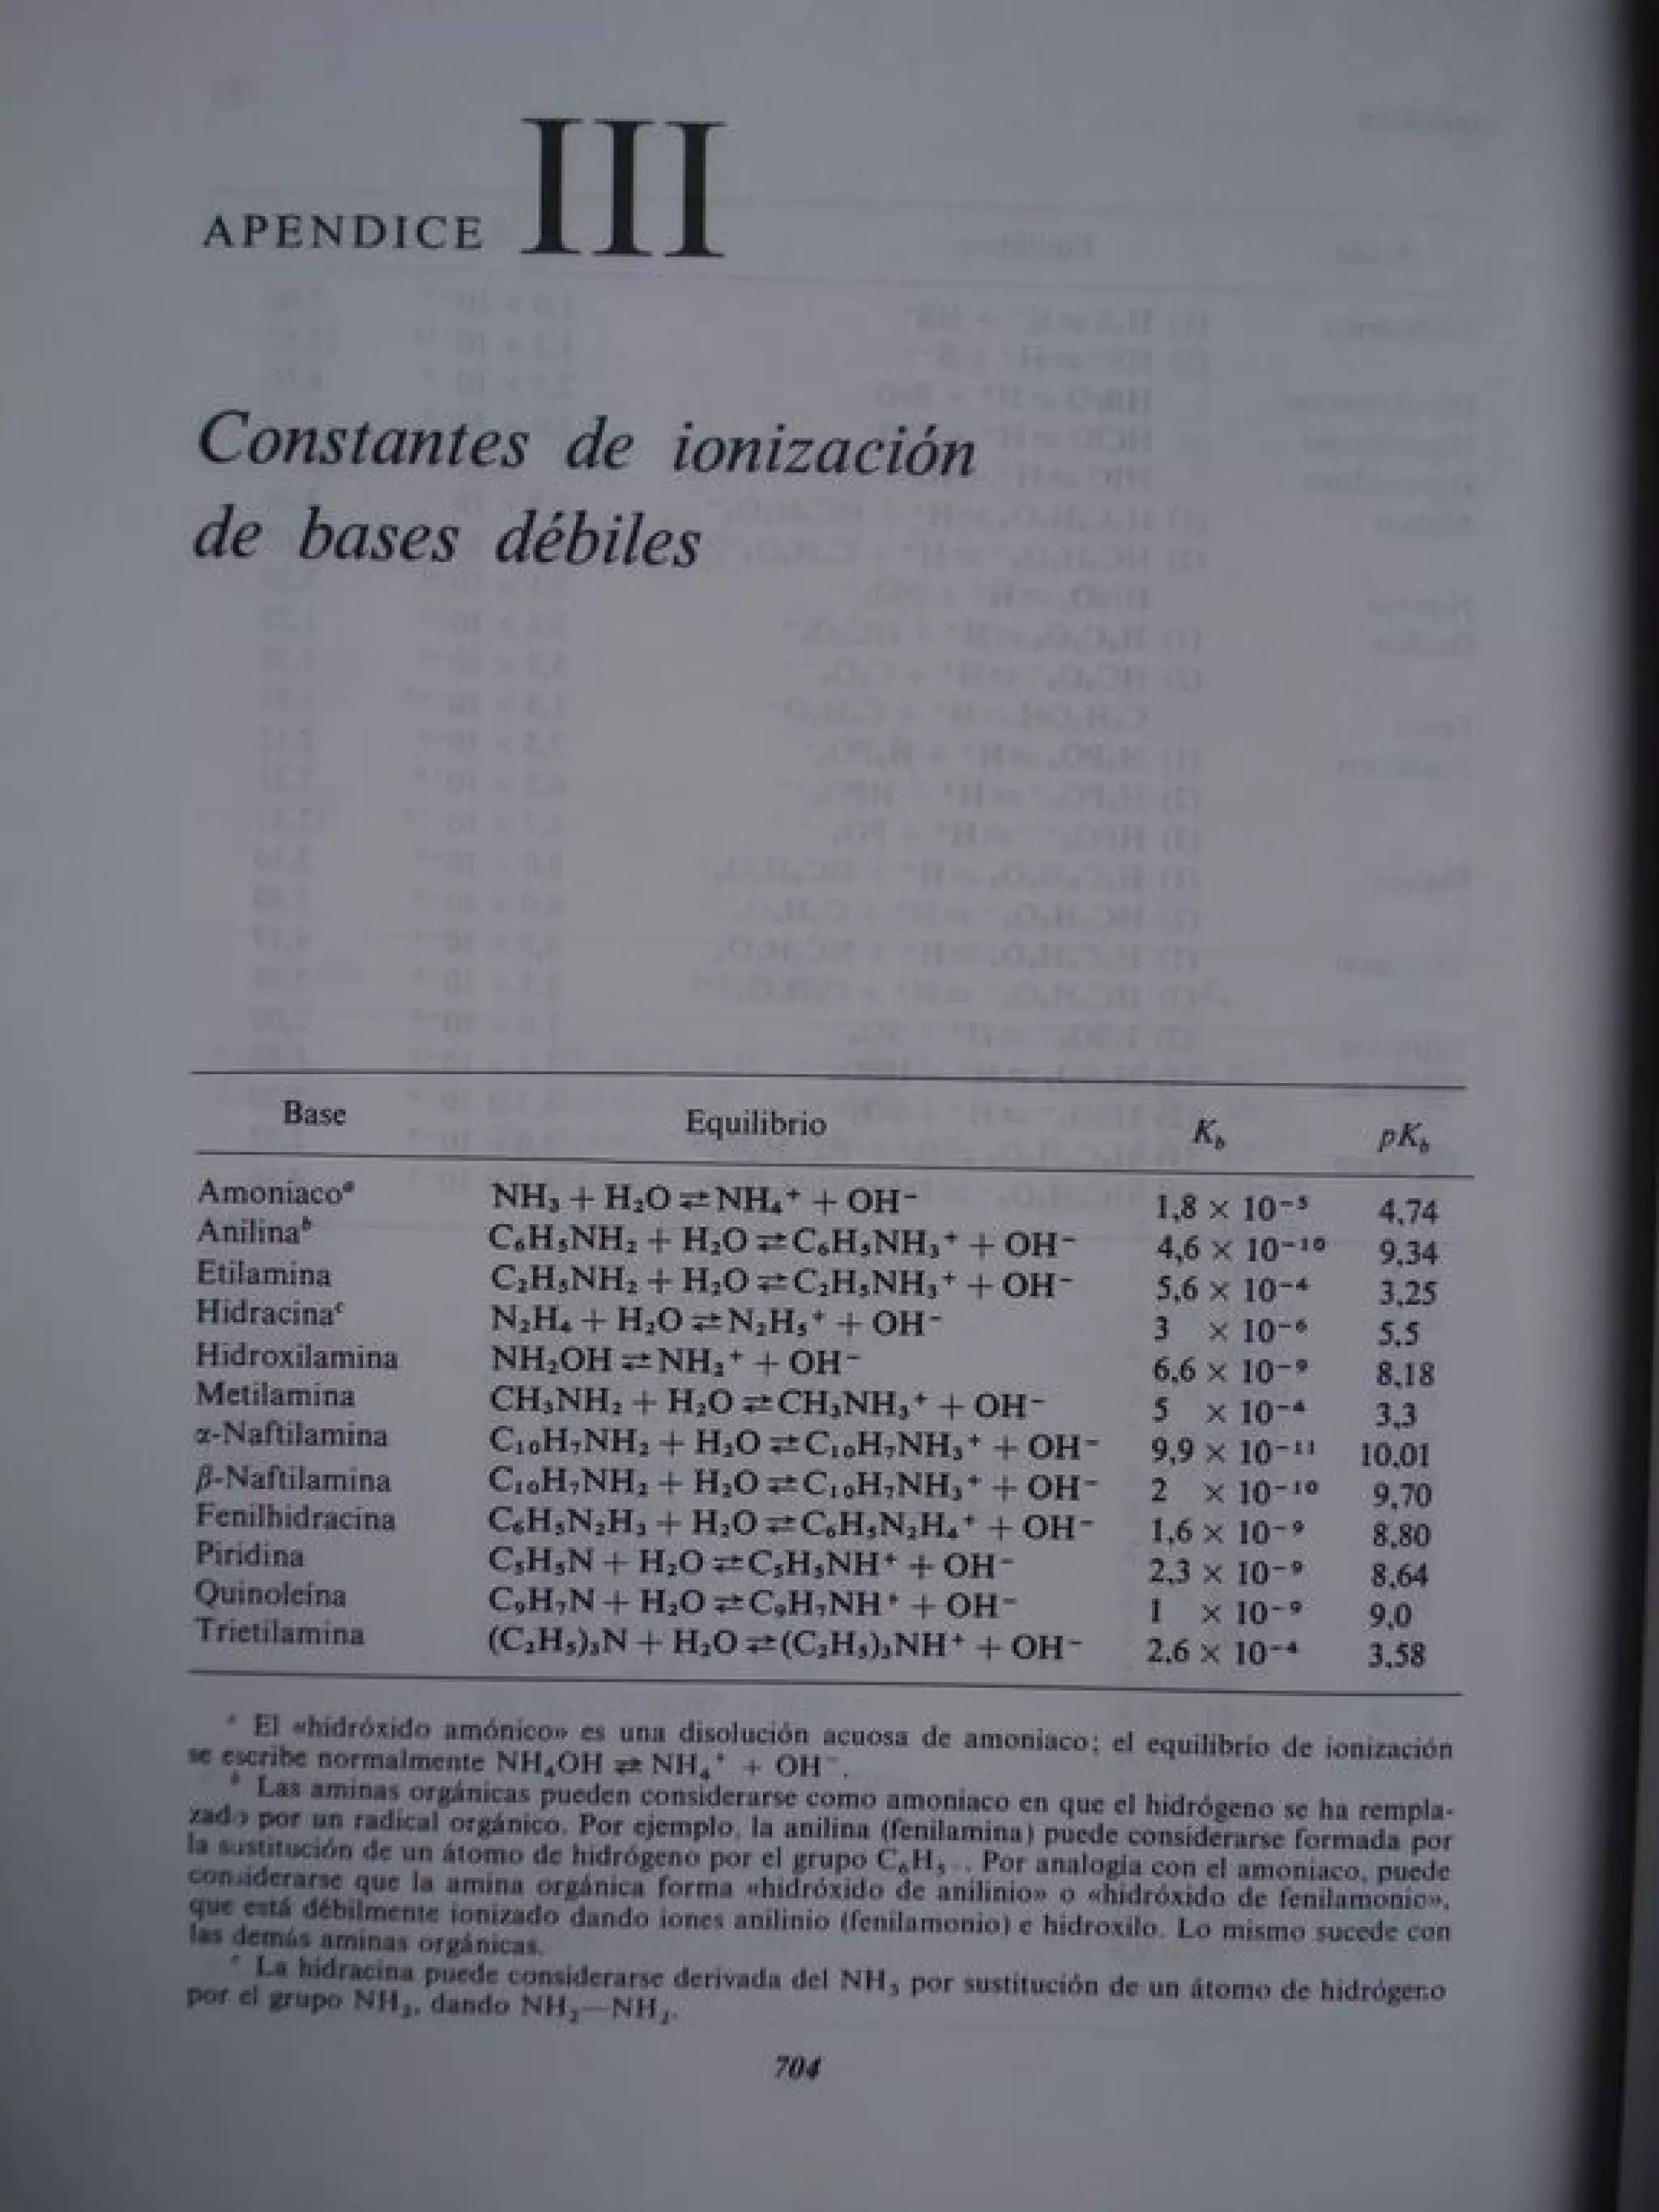 APENDICE III
Constantes de ionización
de bases débiles
Base Equilibrio K_b pK_b
Amoniaco^a NH₃ + H₂O ⇄ NH₄⁺ + OH⁻ 1,8 × 10⁻⁵ 4,74
Anilina^b C₆H₅NH₂ + H₂O ⇄ C₆H₅NH₃⁺ + OH⁻ 4,6 × 10⁻¹⁰ 9,34
Etilamina C₂H₅NH₂ + H₂O ⇄ C₂H₅NH₃⁺ + OH⁻ 5,6 × 10⁻⁴ 3,25
Hidracina^c N₂H₄ + H₂O ⇄ N₂H₅⁺ + OH⁻ 3 × 10⁻⁶ 5,5
Hidroxilamina NH₂OH ⇄ NH₂⁺ + OH⁻ 6,6 × 10⁻⁹ 8,18
Metilamina CH₃NH₂ + H₂O ⇄ CH₃NH₃⁺ + OH⁻ 5 × 10⁻⁴ 3,3
α-Naftilamina C₁₀H₇NH₂ + H₂O ⇄ C₁₀H₇NH₃⁺ + OH⁻ 9,9 × 10⁻¹¹ 10,01
β-Naftilamina C₁₀H₇NH₂ + H₂O ⇄ C₁₀H₇NH₃⁺ + OH⁻ 2 × 10⁻¹⁰ 9,70
Fenilhidracina C₆H₅N₂H₃ + H₂O ⇄ C₆H₅N₂H₄⁺ + OH⁻ 1,6 × 10⁻⁹ 8,80
Piridina C₅H₅N + H₂O ⇄ C₅H₅NH⁺ + OH⁻ 2,3 × 10⁻⁹ 8,64
Quinoleína C₉H₇N + H₂O ⇄ C₉H₇NH⁺ + OH⁻ 1 × 10⁻⁹ 9,0
Trietilamina (C₂H₅)₃N + H₂O ⇄ (C₂H₅)₃NH⁺ + OH⁻ 2,6 × 10⁻⁴ 3,58
^a El «hidróxido amónico» es una disolución acuosa de amoniaco; el equilibrio de ionización
se escribe normalmente NH₄OH ⇄ NH₄⁺ + OH⁻.
^b Las aminas orgánicas pueden considerarse como amoniaco en que el hidrógeno se ha rempla-
zado por un radical orgánico. Por ejemplo, la anilina (fenilamina) puede considerarse formada por
la sustitución de un átomo de hidrógeno por el grupo C₆H₅–. Por analogía con el amoniaco, puede
considerarse que la amina orgánica forma «hidróxido de anilinio» o «hidróxido de fenilamonio»,
que está débilmente ionizado dando iones anilinio (fenilamonio) e hidroxilo. Lo mismo sucede con
las demás aminas orgánicas.
^c La hidracina puede considerarse derivada del NH₃ por sustitución de un átomo de hidrógeno
por el grupo NH₂, dando NH₂—NH₂.
704